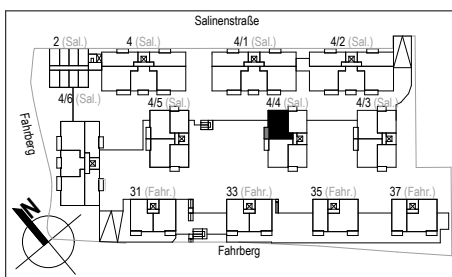 Salinenstraße
2 (Sal.) 4 (Sal.) 4/1 (Sal.) 4/2 (Sal.)
4/6 (Sal.) 4/5 (Sal.) 4/4 (Sal.) 4/3 (Sal.)
Fahrberg
31 (Fahr.) 33 (Fahr.) 35 (Fahr.) 37 (Fahr.)
N
Fahrberg